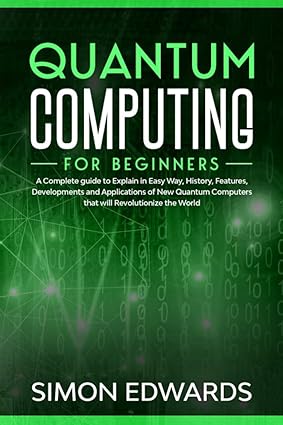 QUANTUM
COMPUTING
FOR BEGINNERS
A Complete guide to Explain in Easy Way, History, Features,
Developments and Applications of New Quantum Computers
that will Revolutionize the World
SIMON EDWARDS